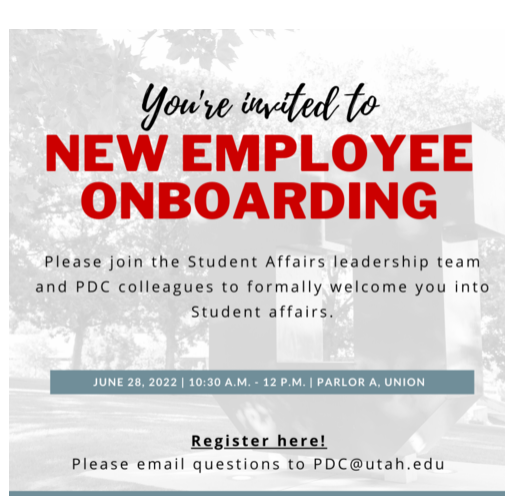 You're invited to
NEW EMPLOYEE
ONBOARDING
Please join the Student Affairs leadership team
and PDC colleagues to formally welcome you into
Student affairs.
JUNE 28, 2022 | 10:30 A.M. - 12 P.M. | PARLOR A, UNION
Register here!
Please email questions to PDC@utah.edu